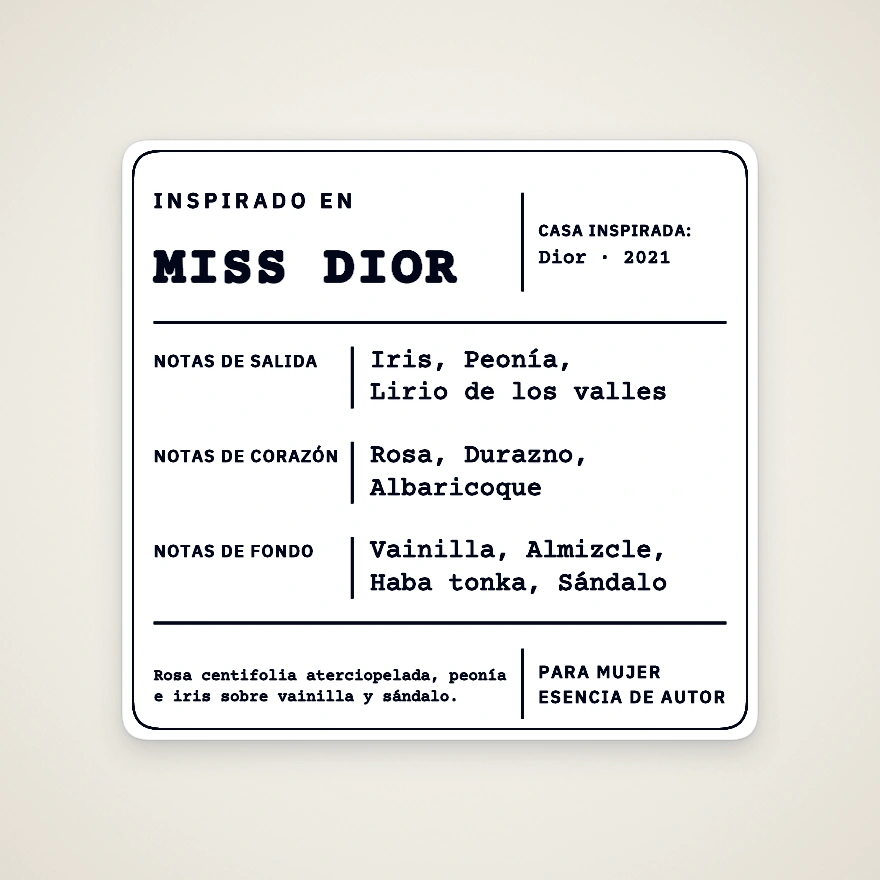 INSPIRADO EN
MISS DIOR
CASA INSPIRADA:
Dior · 2021
NOTAS DE SALIDA
Iris, Peonía,
Lirio de los valles
NOTAS DE CORAZÓN
Rosa, Durazno,
Albaricoque
NOTAS DE FONDO
Vainilla, Almizcle,
Haba tonka, Sándalo
Rosa centifolia aterciopelada, peonía
e iris sobre vainilla y sándalo.
PARA MUJER
ESENCIA DE AUTOR